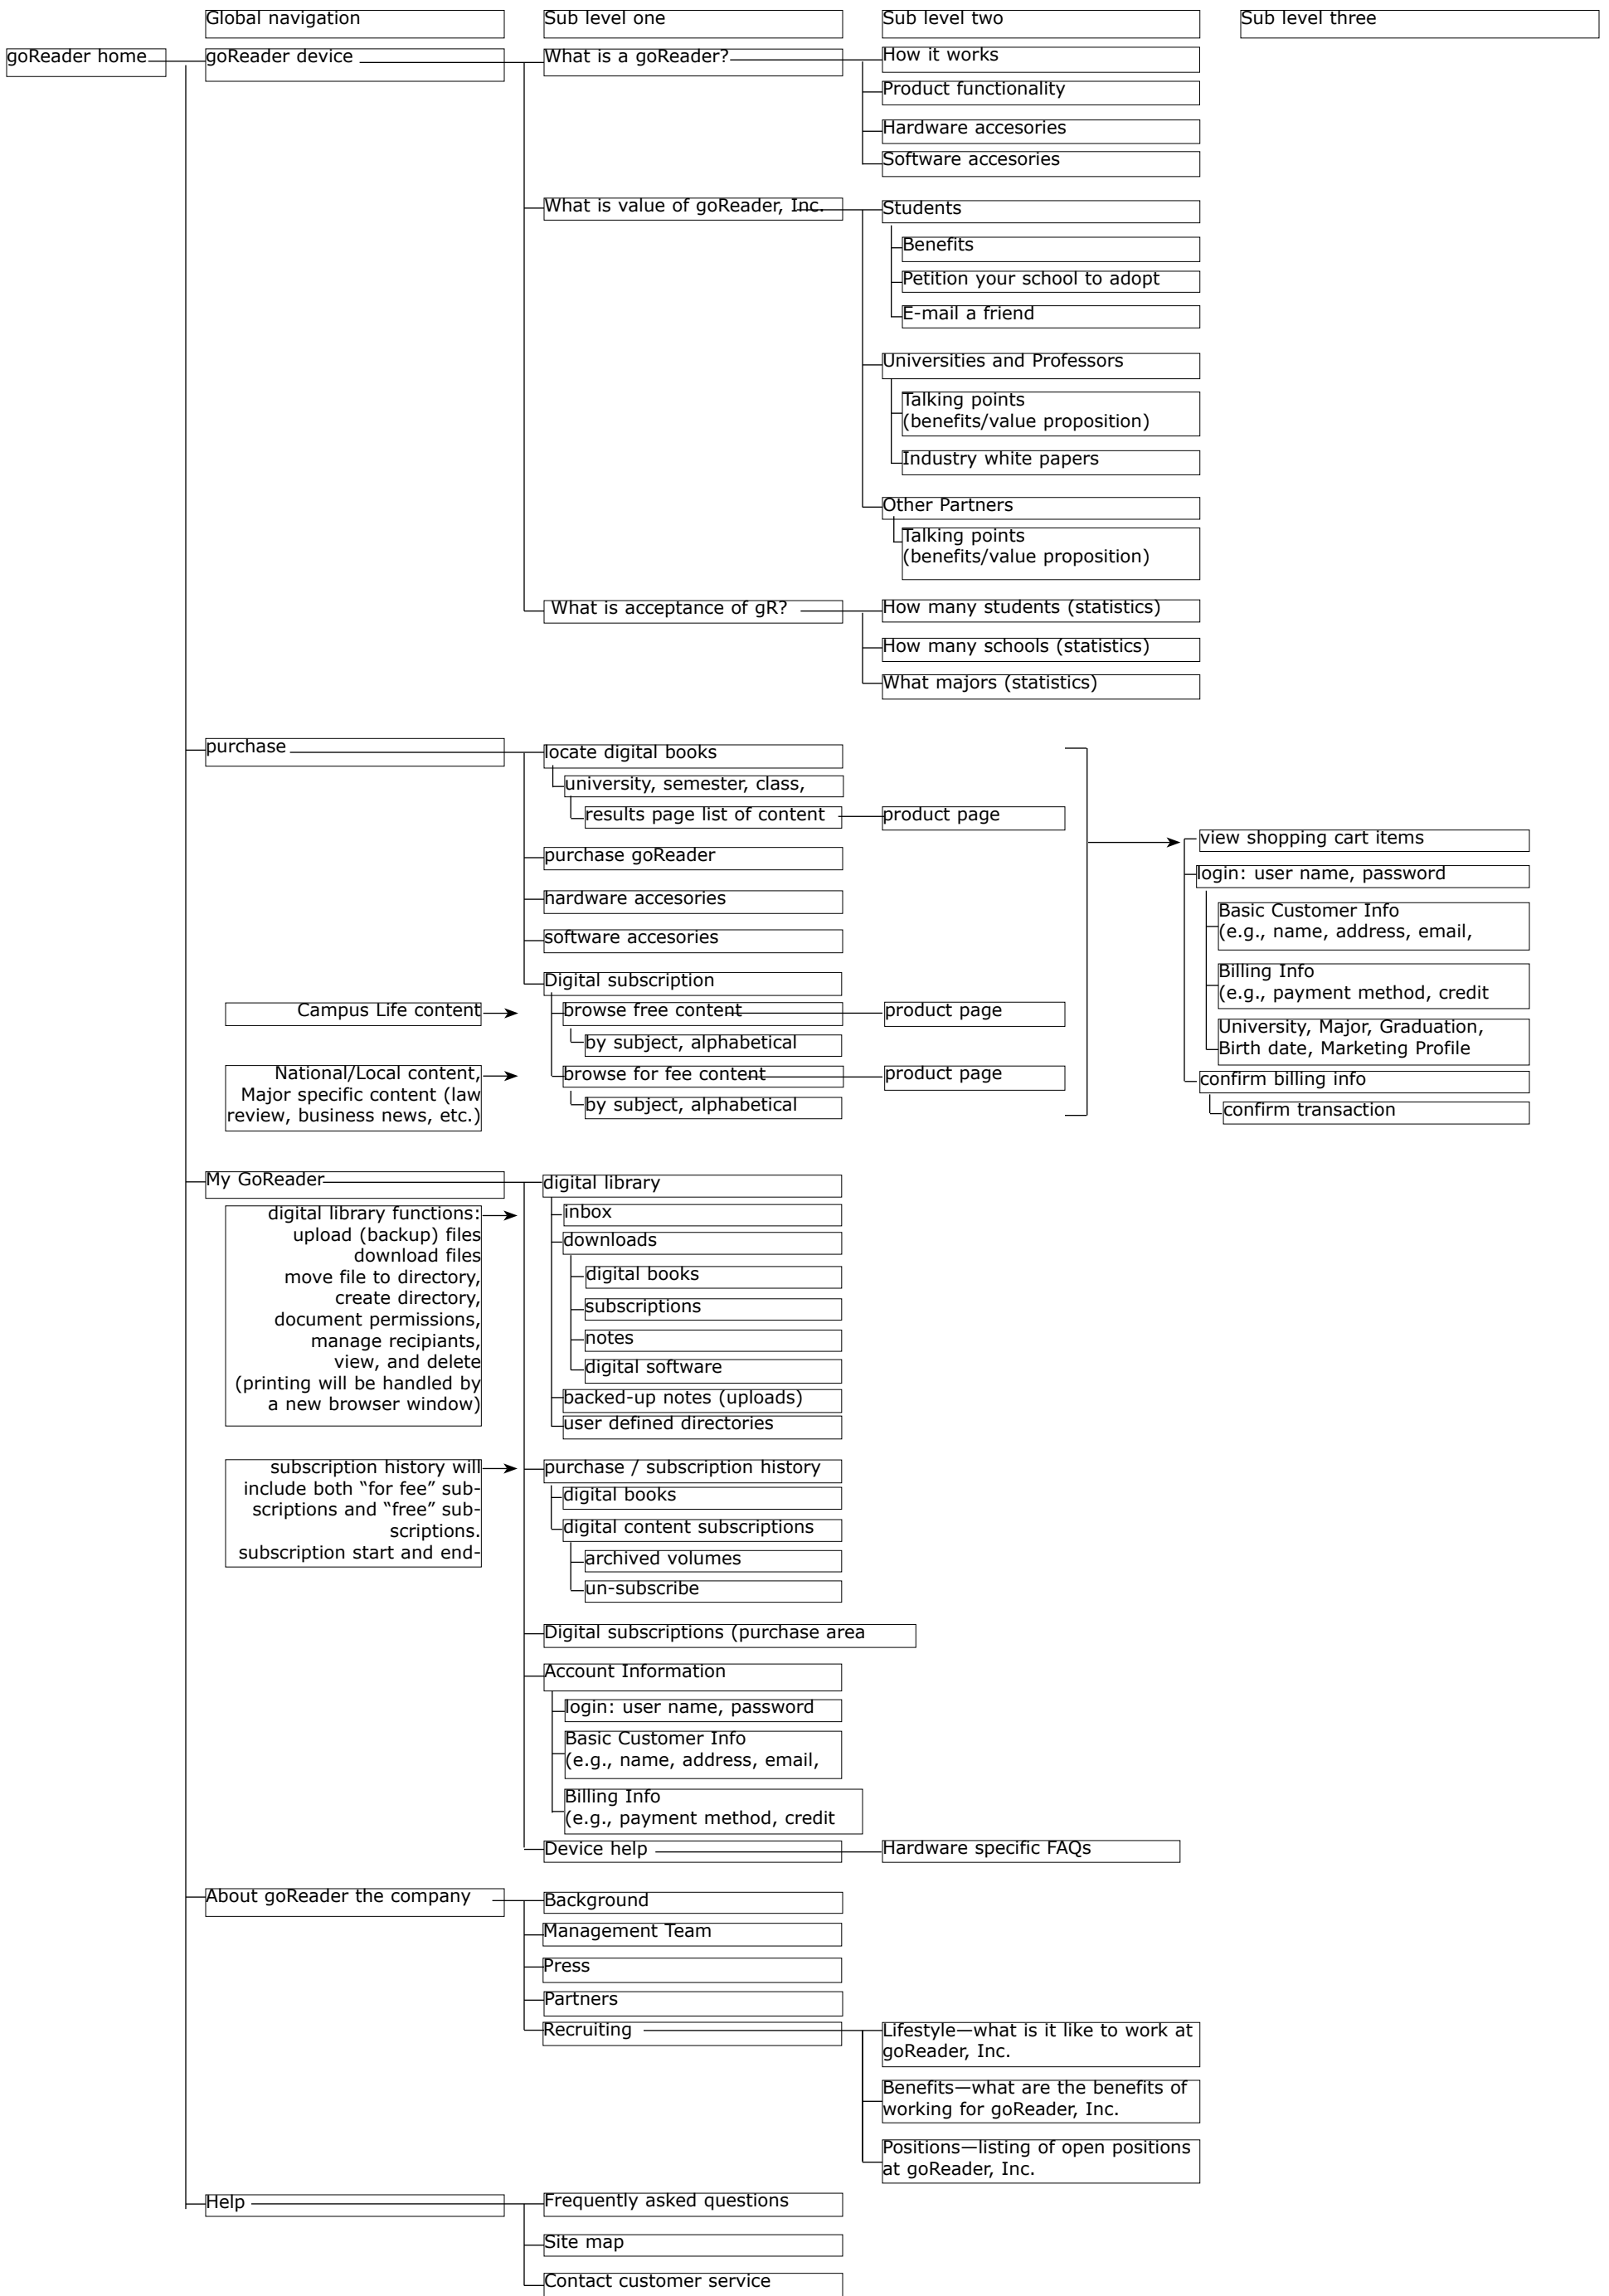 Global navigation
Sub level one
Sub level two
Sub level three
goReader home
goReader device
What is a goReader?
How it works
Product functionality
Hardware accesories
Software accesories
What is value of goReader, Inc.
Students
Benefits
Petition your school to adopt
E-mail a friend
Universities and Professors
Talking points
(benefits/value proposition)
Industry white papers
Other Partners
Talking points
(benefits/value proposition)
What is acceptance of gR?
How many students (statistics)
How many schools (statistics)
What majors (statistics)
purchase
locate digital books
university, semester, class,
results page list of content
product page
purchase goReader
hardware accesories
software accesories
Digital subscription
Campus Life content
browse free content
product page
by subject, alphabetical
National/Local content,
Major specific content (law
review, business news, etc.)
browse for fee content
product page
by subject, alphabetical
view shopping cart items
login: user name, password
Basic Customer Info
(e.g., name, address, email,
Billing Info
(e.g., payment method, credit
University, Major, Graduation,
Birth date, Marketing Profile
confirm billing info
confirm transaction
My GoReader
digital library functions:
upload (backup) files
download files
move file to directory,
create directory,
document permissions,
manage recipiants,
view, and delete
(printing will be handled by
a new browser window)
digital library
inbox
downloads
digital books
subscriptions
notes
digital software
backed-up notes (uploads)
user defined directories
subscription history will
include both “for fee” sub-
scriptions and “free” sub-
scriptions.
subscription start and end-
purchase / subscription history
digital books
digital content subscriptions
archived volumes
un-subscribe
Digital subscriptions (purchase area
Account Information
login: user name, password
Basic Customer Info
(e.g., name, address, email,
Billing Info
(e.g., payment method, credit
Device help
Hardware specific FAQs
About goReader the company
Background
Management Team
Press
Partners
Recruiting
Lifestyle—what is it like to work at
goReader, Inc.
Benefits—what are the benefits of
working for goReader, Inc.
Positions—listing of open positions
at goReader, Inc.
Help
Frequently asked questions
Site map
Contact customer service